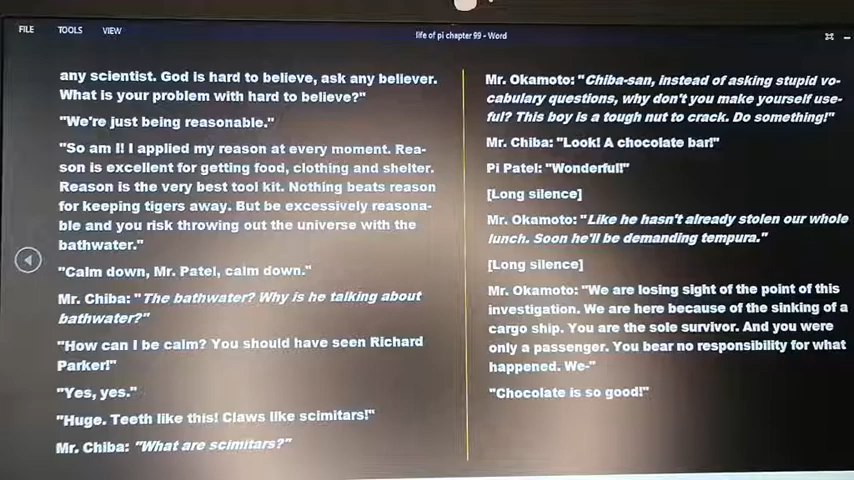 FILE TOOLS VIEW
life of pi chapter 99 - Word
any scientist. God is hard to believe, ask any believer.
What is your problem with hard to believe?"
"We're just being reasonable."
"So am I! I applied my reason at every moment. Rea-
son is excellent for getting food, clothing and shelter.
Reason is the very best tool kit. Nothing beats reason
for keeping tigers away. But be excessively reasona-
ble and you risk throwing out the universe with the
bathwater."
"Calm down, Mr. Patel, calm down."
Mr. Chiba: "The bathwater? Why is he talking about
bathwater?"
"How can I be calm? You should have seen Richard
Parker!"
"Yes, yes."
"Huge. Teeth like this! Claws like scimitars!"
Mr. Chiba: "What are scimitars?"
Mr. Okamoto: "Chiba-san, instead of asking stupid vo-
cabulary questions, why don't you make yourself use-
ful? This boy is a tough nut to crack. Do something!"
Mr. Chiba: "Look! A chocolate bar!"
Pi Patel: "Wonderful!"
[Long silence]
Mr. Okamoto: "Like he hasn't already stolen our whole
lunch. Soon he'll be demanding tempura."
[Long silence]
Mr. Okamoto: "We are losing sight of the point of this
investigation. We are here because of the sinking of a
cargo ship. You are the sole survivor. And you were
only a passenger. You bear no responsibility for what
happened. We-"
"Chocolate is so good!"